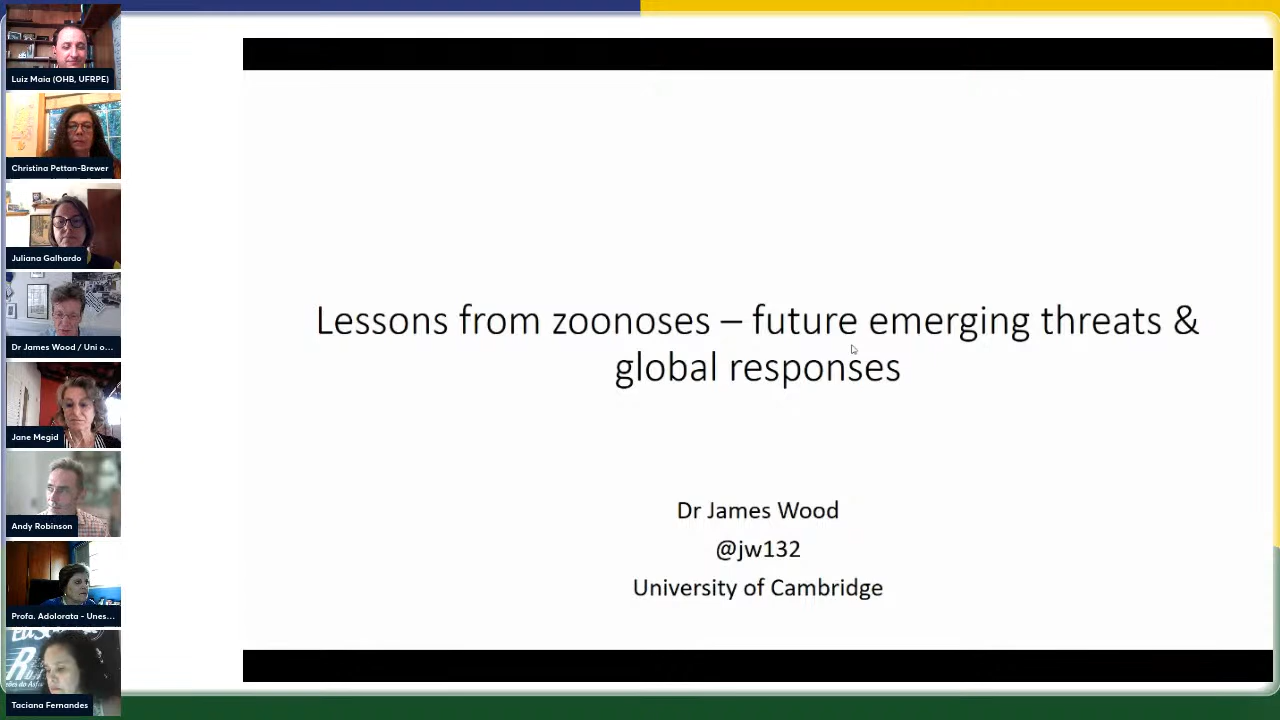 Luiz Maia (OHB, UFRPE)
Christina Pettan-Brewer
Juliana Galhardo
Dr James Wood / Uni o...
Jane Megid
Andy Robinson
Profa. Adolorata - Unes...
Taciana Fernandes
Lessons from zoonoses – future emerging threats &
global responses
Dr James Wood
@jw132
University of Cambridge